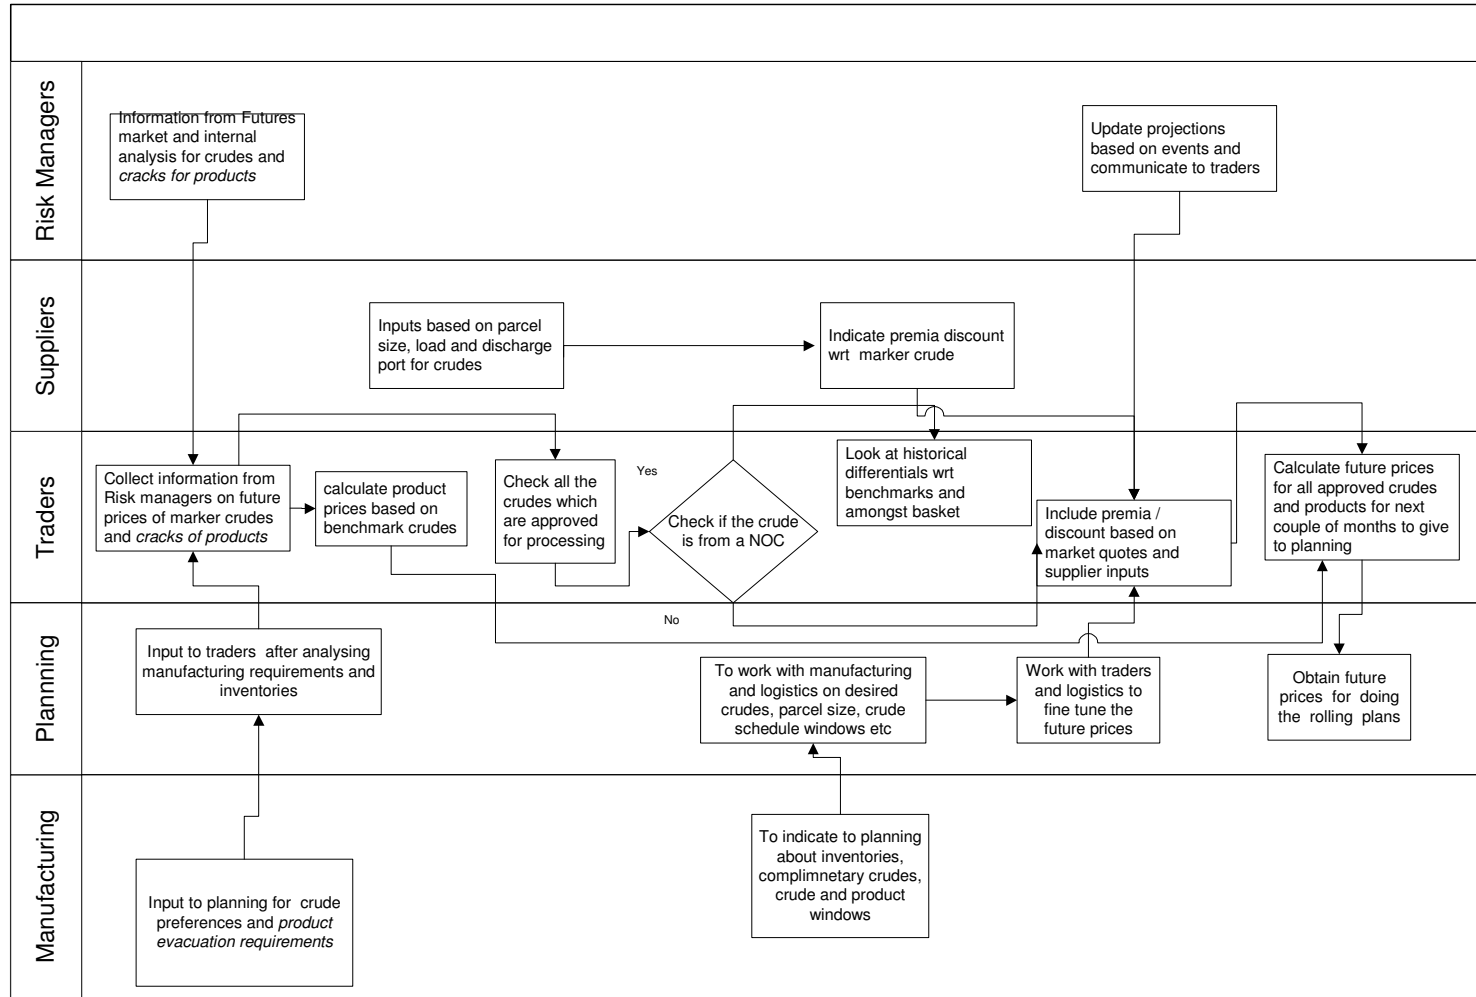 Risk Managers
Information from Futures
market and internal
analysis for crudes and
cracks for products
Update projections
based on events and
communicate to traders
Suppliers
Inputs based on parcel
size, load and discharge
port for crudes
Indicate premia discount
wrt marker crude
Traders
Collect information from
Risk managers on future
prices of marker crudes
and cracks of products
calculate product
prices based on
benchmark crudes
Check all the
crudes which
are approved
for processing
Yes
Check if the crude
is from a NOC
No
Look at historical
differentials wrt
benchmarks and
amongst basket
Include premia /
discount based on
market quotes and
supplier inputs
Calculate future prices
for all approved crudes
and products for next
couple of months to give
to planning
Plannning
Input to traders after analysing
manufacturing requirements and
inventories
To work with manufacturing
and logistics on desired
crudes, parcel size, crude
schedule windows etc
Work with traders
and logistics to
fine tune the
future prices
Obtain future
prices for doing
the rolling plans
Manufacturing
Input to planning for crude
preferences and product
evacuation requirements
To indicate to planning
about inventories,
complimnetary crudes,
crude and product
windows